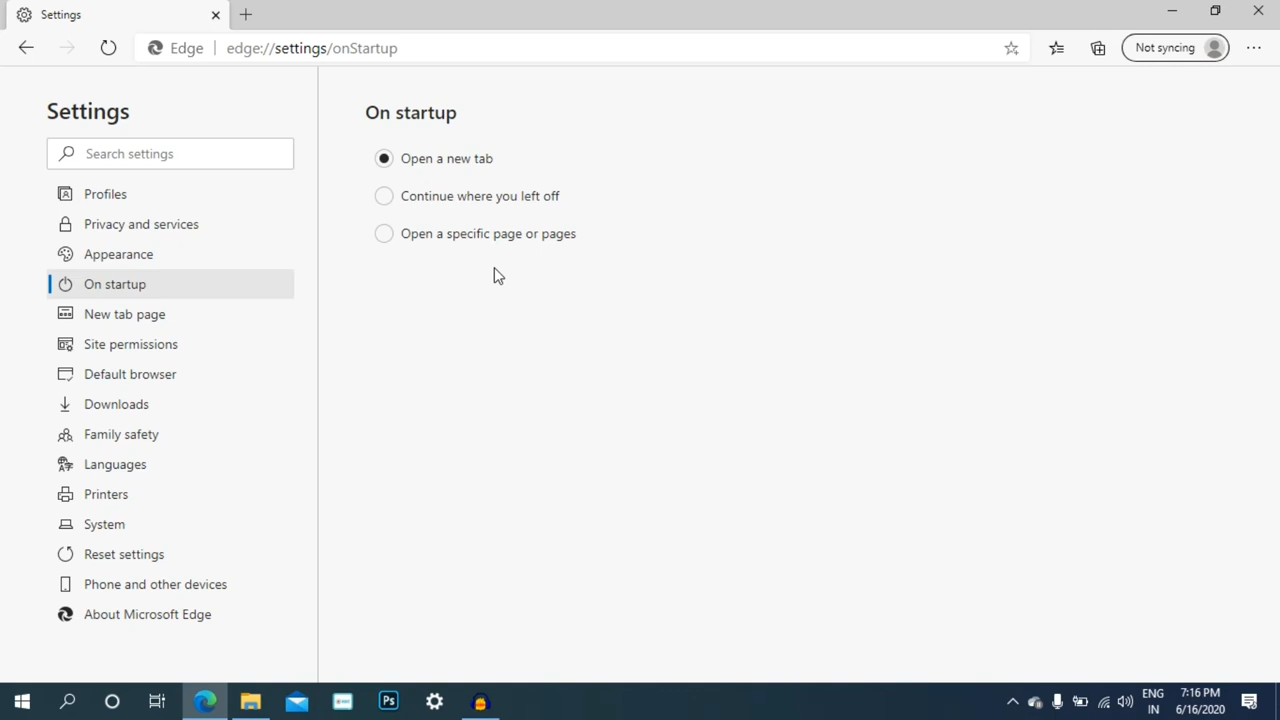 Settings
Edge
edge://settings/onStartup
Not syncing
Settings
Search settings
Profiles
Privacy and services
Appearance
On startup
New tab page
Site permissions
Default browser
Downloads
Family safety
Languages
Printers
System
Reset settings
Phone and other devices
About Microsoft Edge
On startup
Open a new tab
Continue where you left off
Open a specific page or pages
Ps
ENG
IN
7:16 PM
6/16/2020